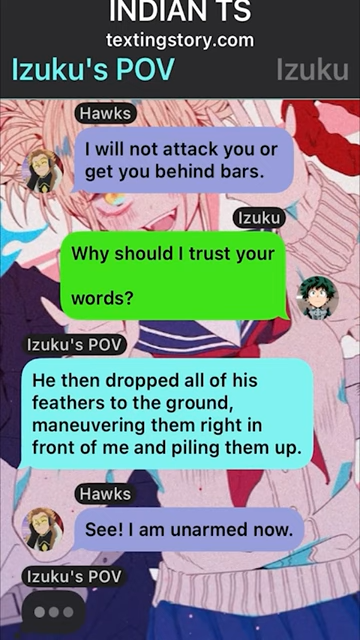 INDIAN TS
textingstory.com
Izuku's POV
Izuku
Hawks
I will not attack you or
get you behind bars.
Izuku
Why should I trust your
words?
Izuku's POV
He then dropped all of his
feathers to the ground,
maneuvering them right in
front of me and piling them up.
Hawks
See! I am unarmed now.
Izuku's POV